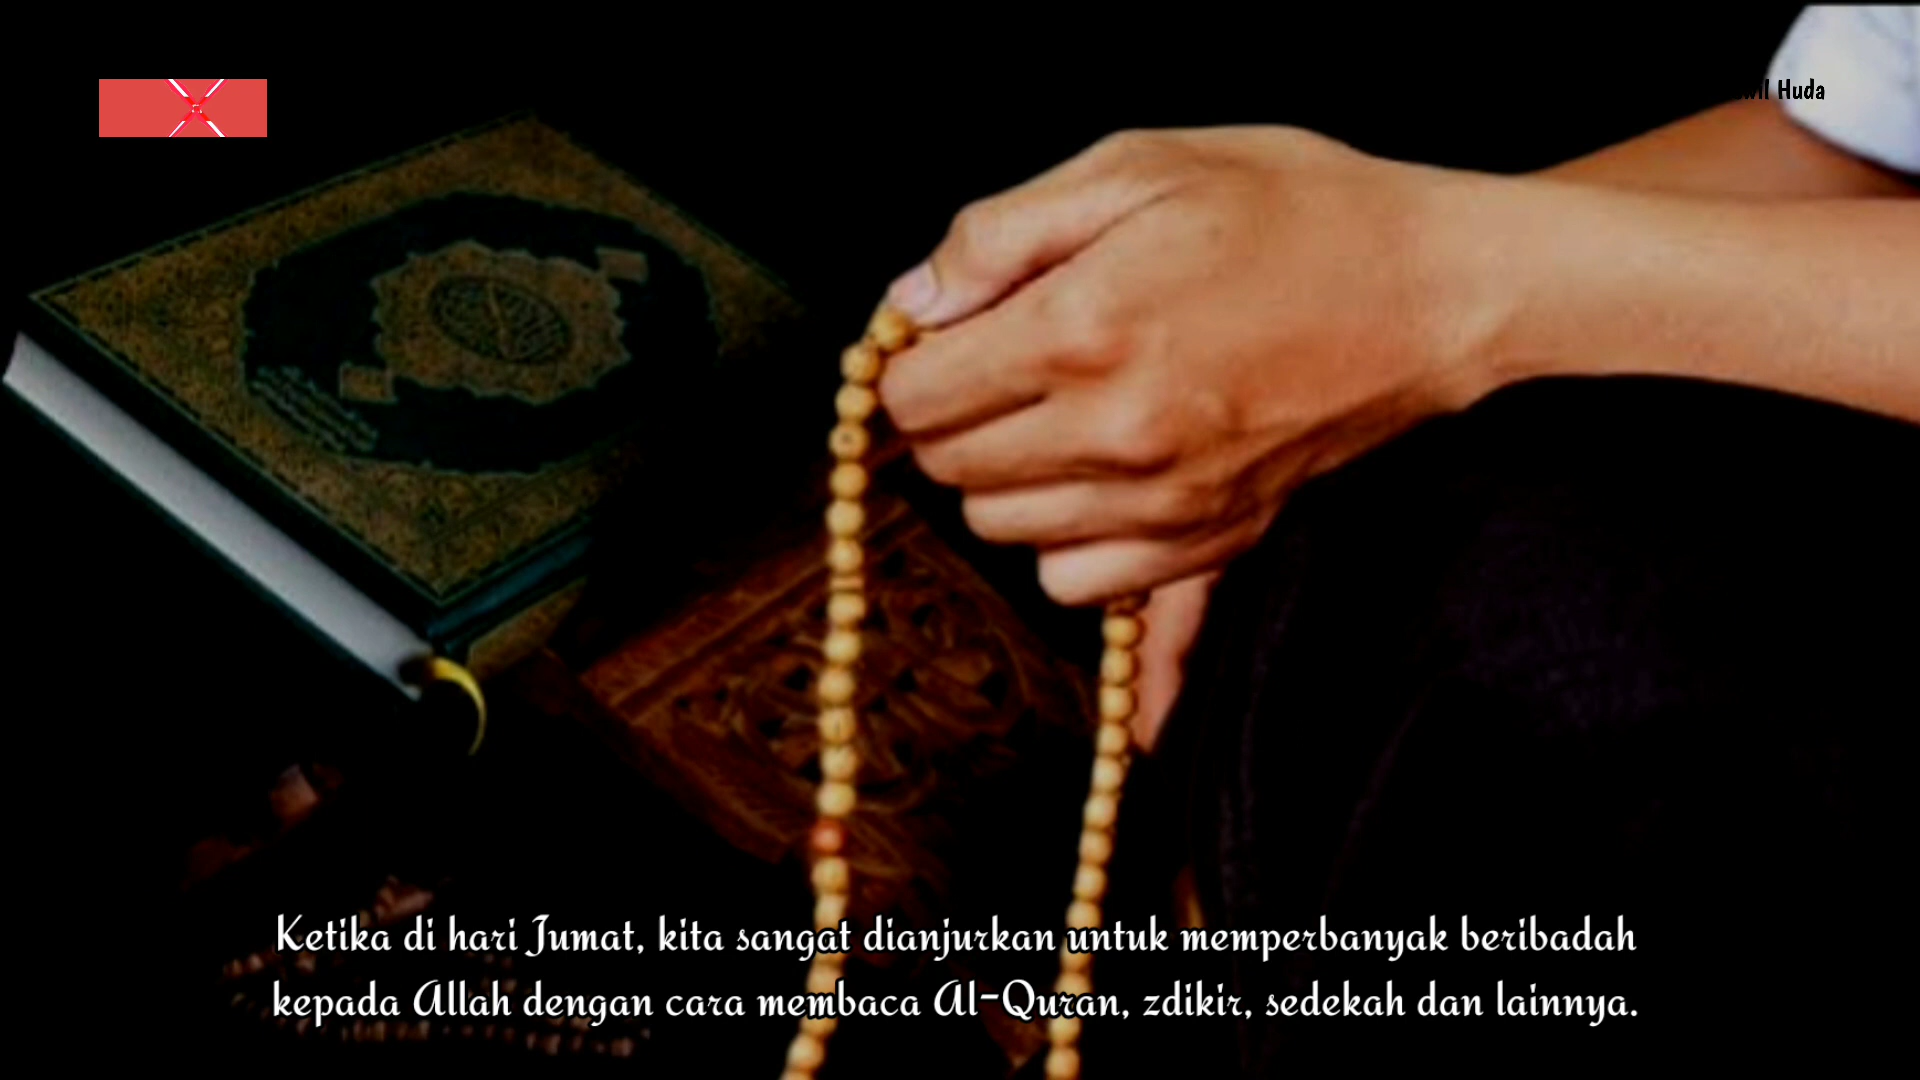 Huda
Ketika di hari Jumat, kita sangat dianjurkan untuk memperbanyak beribadah
kepada Allah dengan cara membaca Al-Quran, zdikir, sedekah dan lainnya.